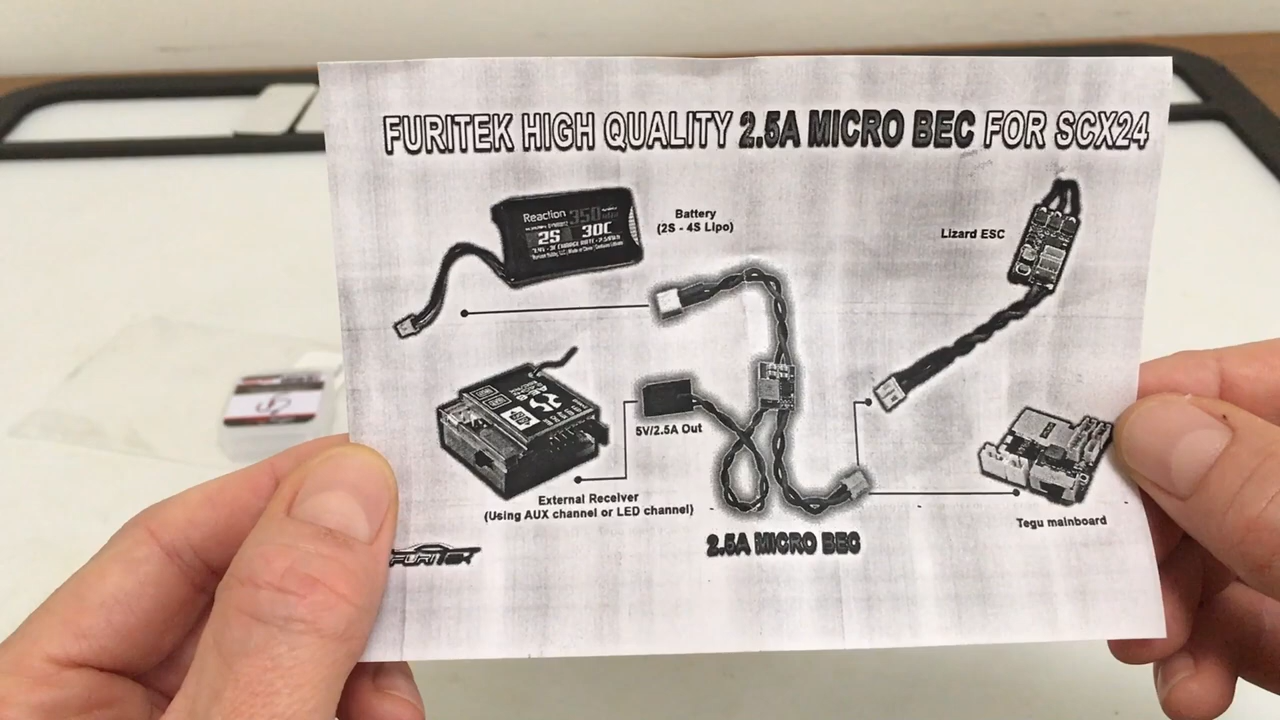 FURITEK HIGH QUALITY 2.5A MICRO BEC FOR SCX24
Reaction 350
2S 30C
Battery
(2S - 4S Lipo)
Lizard ESC
5V/2.5A Out
External Receiver
(Using AUX channel or LED channel)
Tegu mainboard
2.5A MICRO BEC
FURITEK